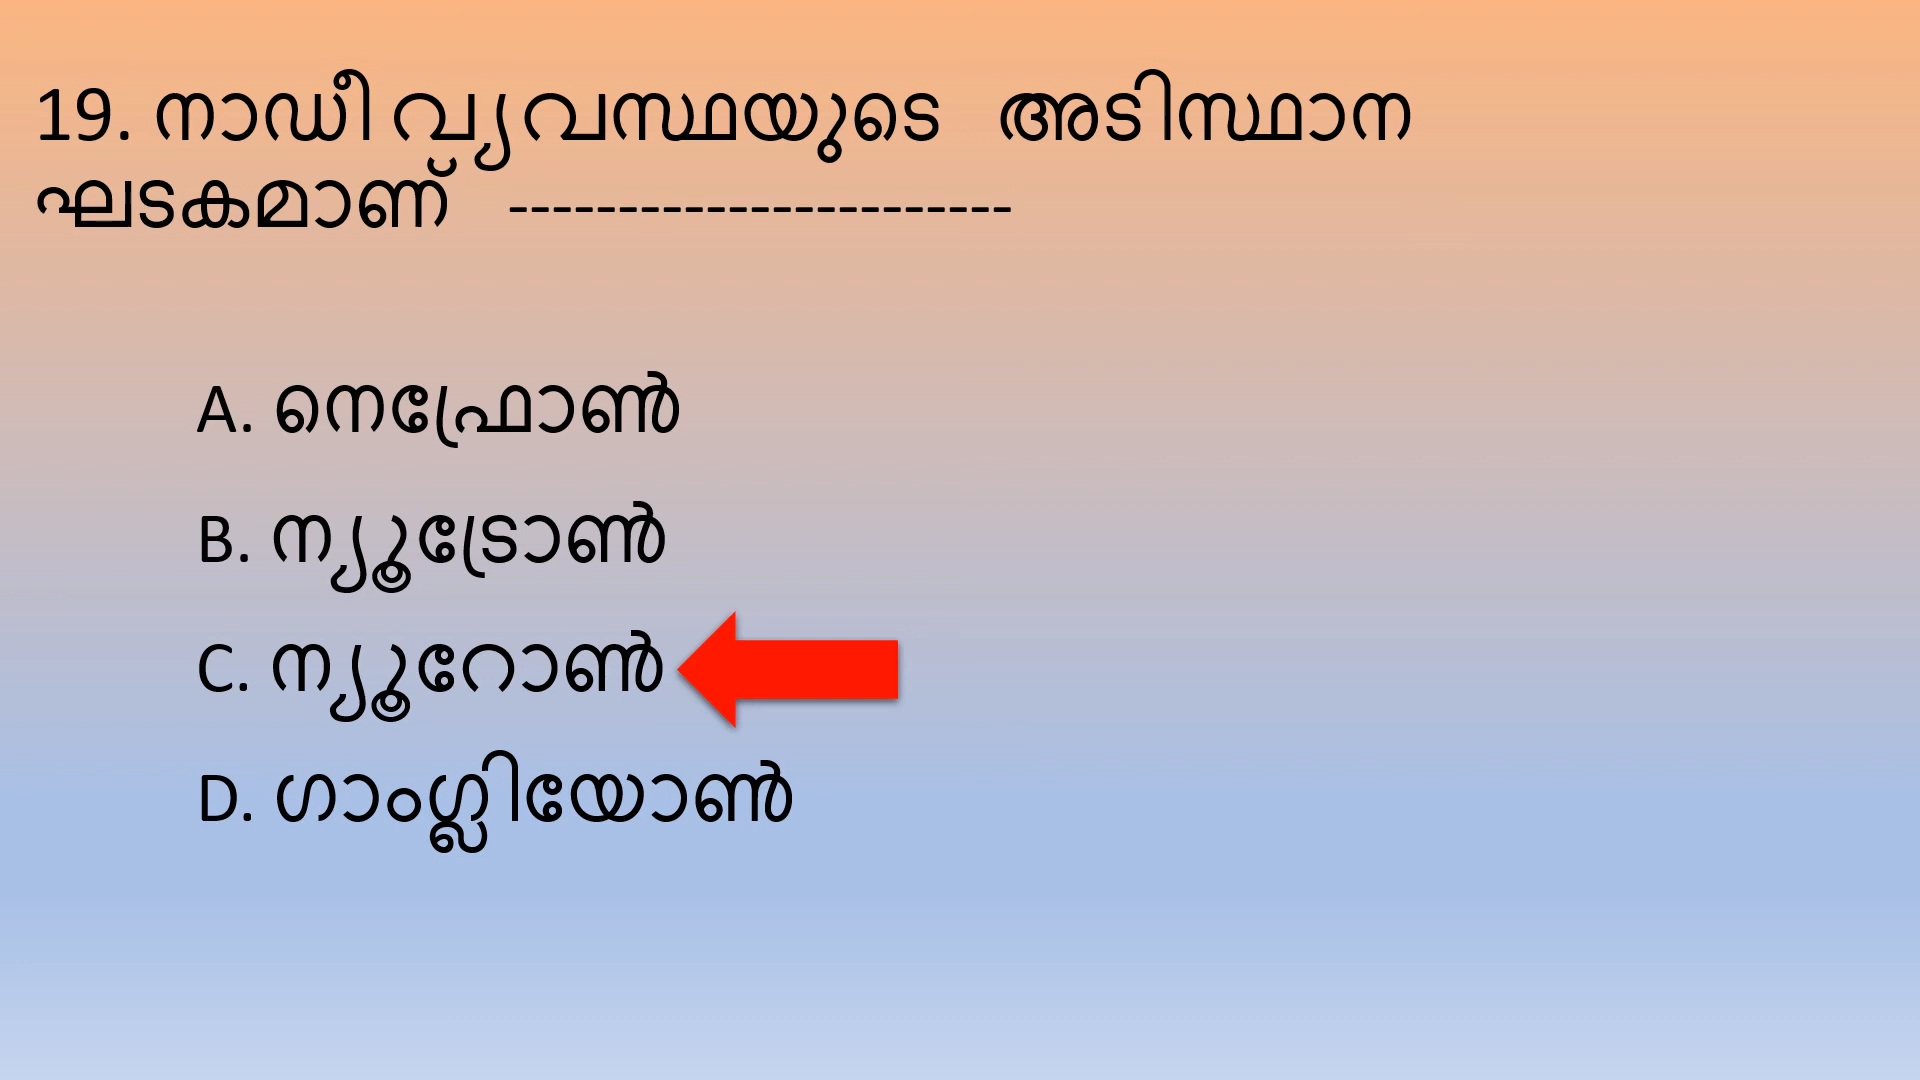 19. നാഡീ വ്യവസ്ഥയുടെ അടിസ്ഥാന
ഘടകമാണ് -----------------------
A. നെഫ്രോൺ
B. ന്യൂട്രോൺ
C. ന്യൂറോൺ
D. ഗാംഗ്ലിയോൺ